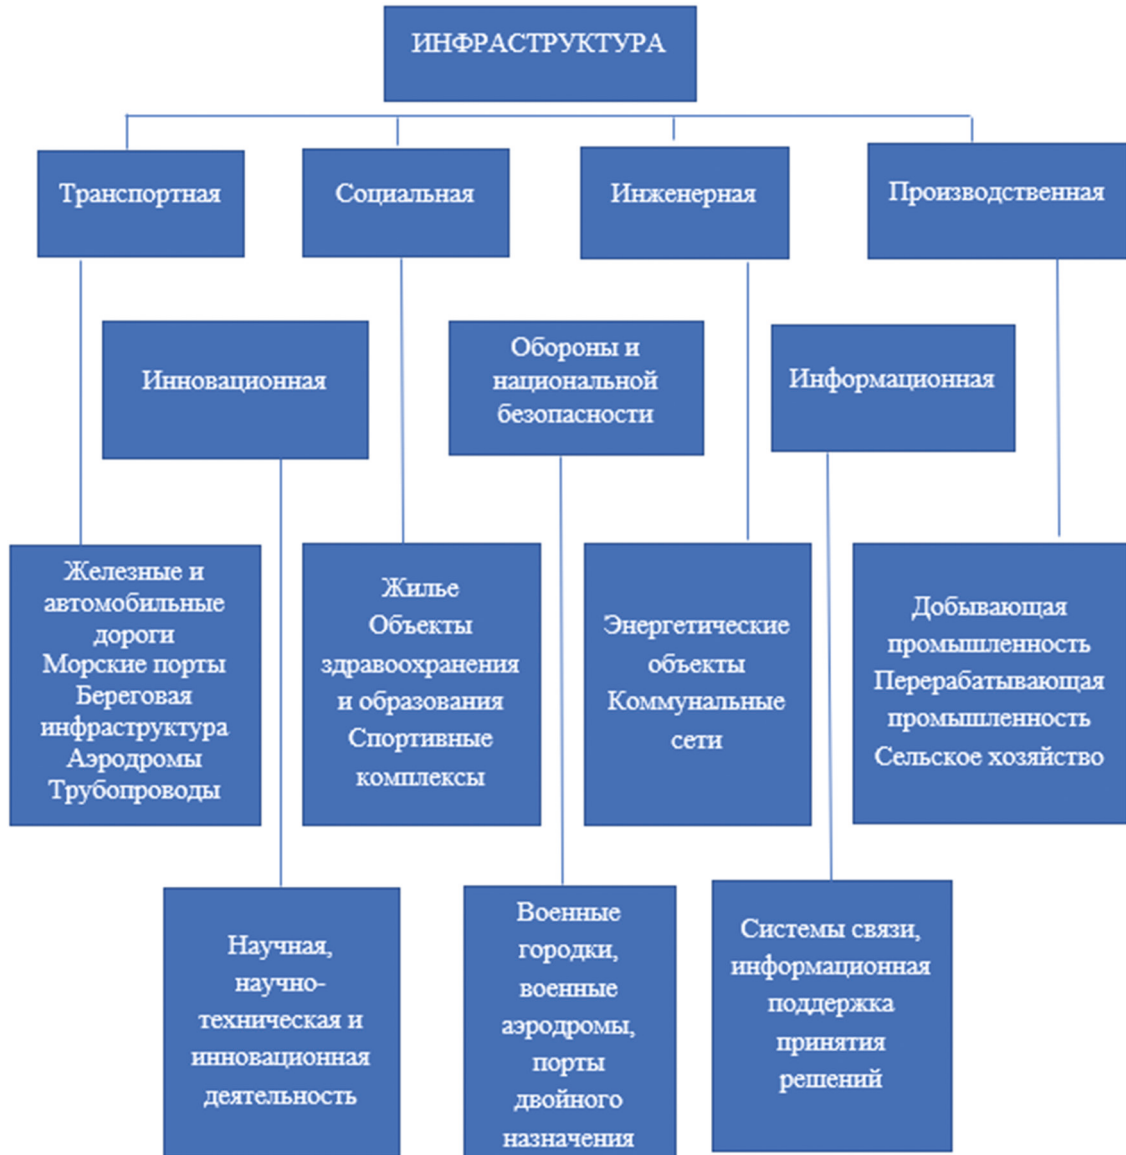 ИНФРАСТРУКТУРА
Транспортная
Социальная
Инженерная
Производственная
Инновационная
Обороны и
национальной
безопасности
Информационная
Железные и
автомобильные
дороги
Морские порты
Береговая
инфраструктура
Аэродромы
Трубопроводы
Жилье
Объекты
здравоохранения
и образования
Спортивные
комплексы
Энергетические
объекты
Коммунальные
сети
Добывающая
промышленность
Перерабатывающая
промышленность
Сельское хозяйство
Научная,
научно-
техническая и
инновационная
деятельность
Военные
городки,
военные
аэродромы,
порты
двойного
назначения
Системы связи,
информационная
поддержка
принятия
решений